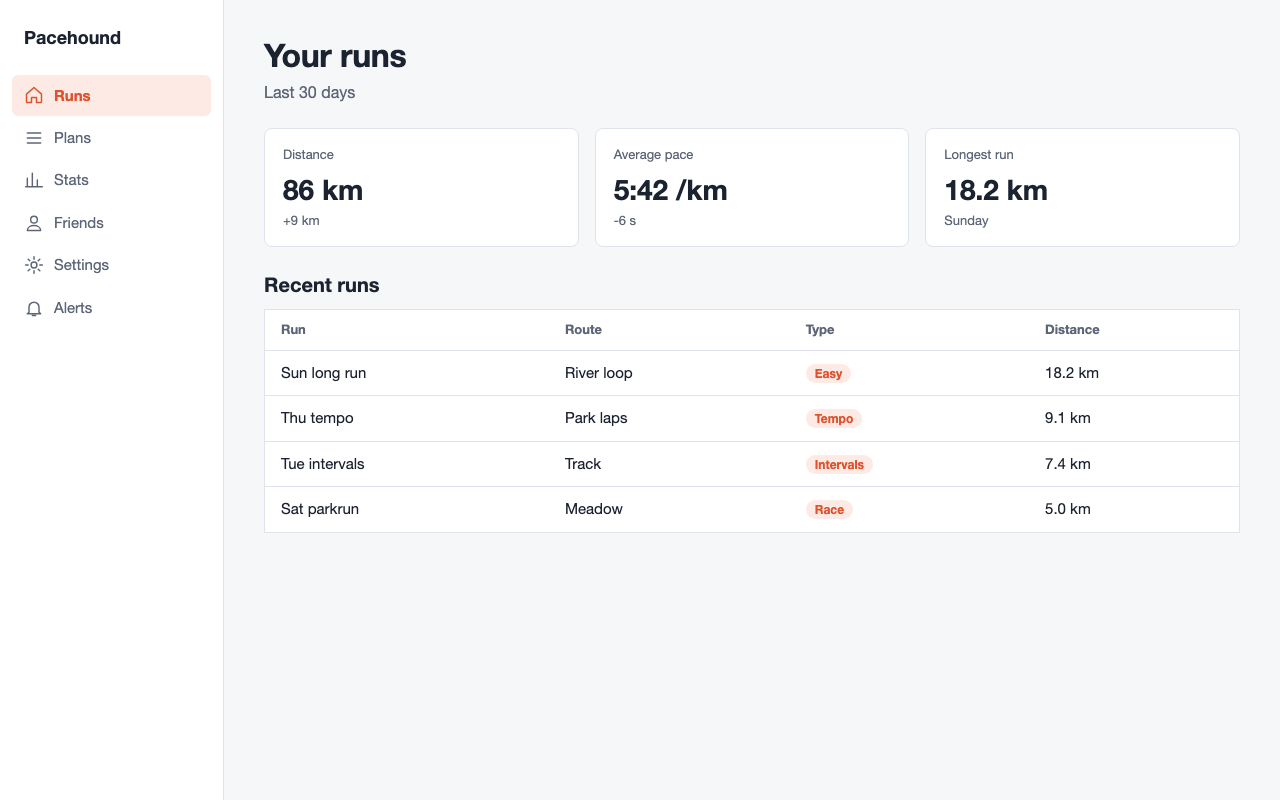 Pacehound
Runs
Plans
Stats
Friends
Settings
Alerts
Your runs
Last 30 days
Distance
86 km
+9 km
Average pace
5:42 /km
-6 s
Longest run
18.2 km
Sunday
Recent runs
Run Route Type Distance
Sun long run River loop Easy 18.2 km
Thu tempo Park laps Tempo 9.1 km
Tue intervals Track Intervals 7.4 km
Sat parkrun Meadow Race 5.0 km